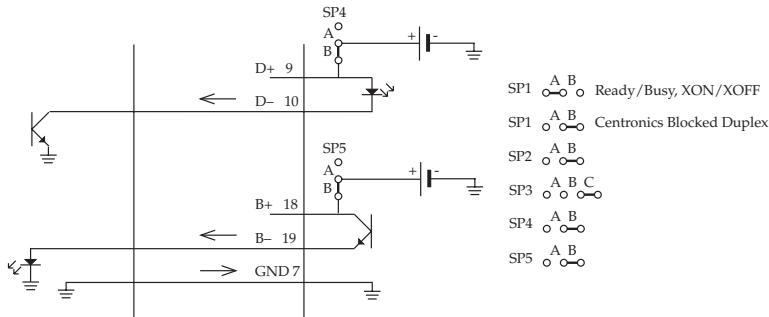 SP4
A
B
+ -
D+ 9
D− 10
SP5
A
B
+ -
B+ 18
B− 19
GND 7
SP1 A B Ready/Busy, XON/XOFF
SP1 A B Centronics Blocked Duplex
SP2 A B
SP3 A B C
SP4 A B
SP5 A B